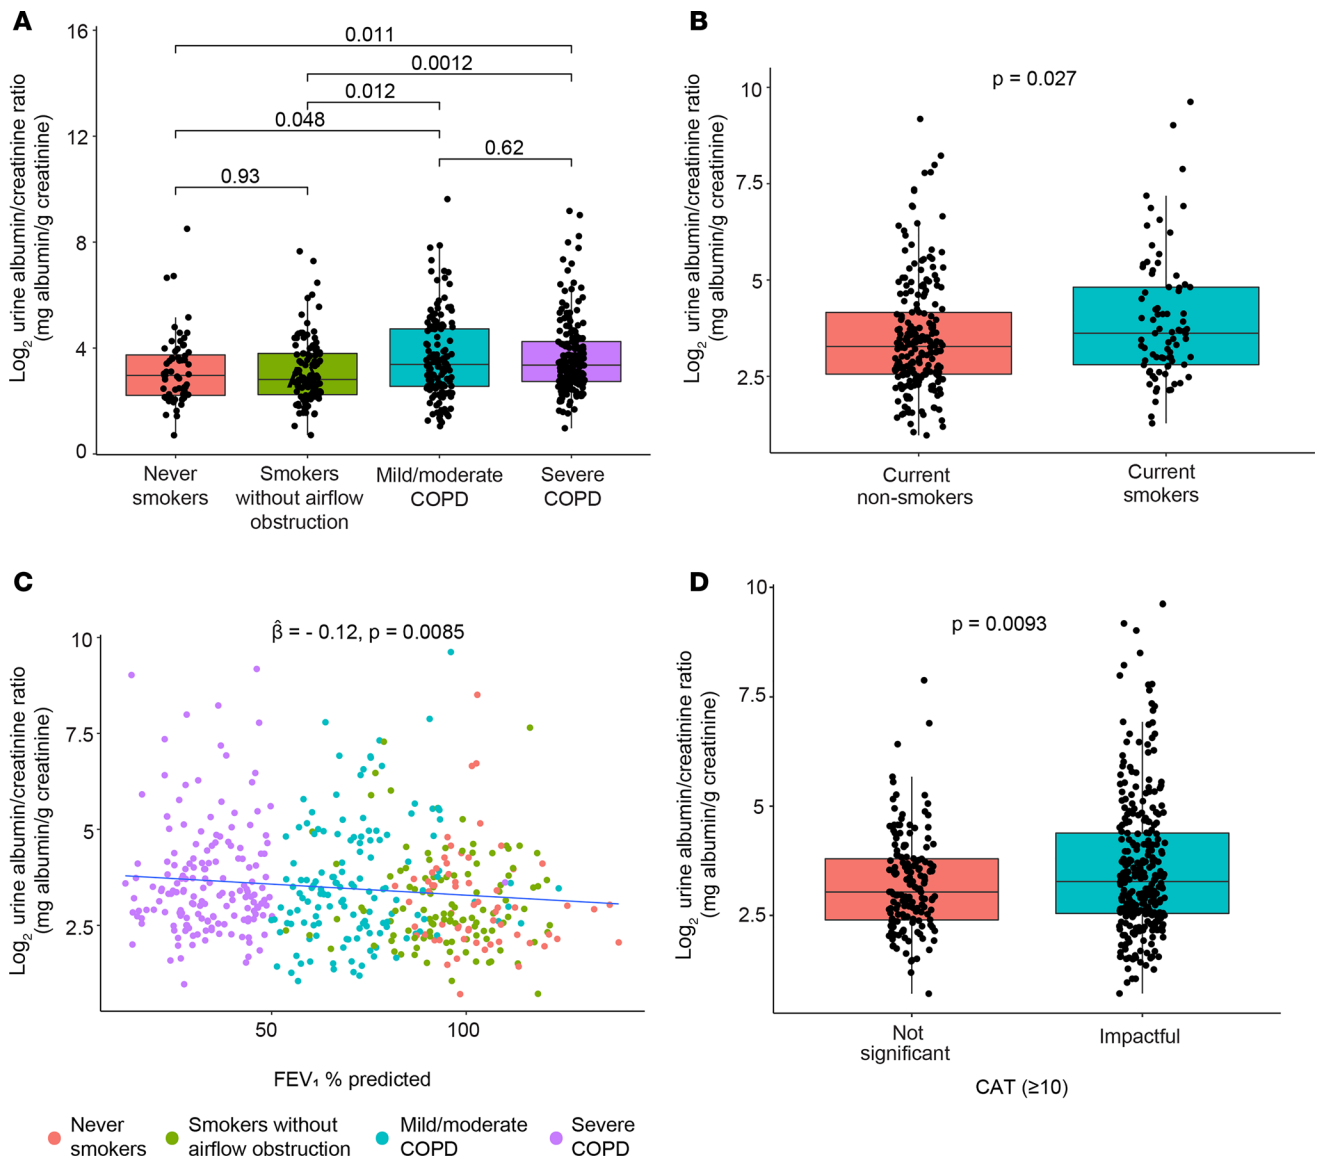 A
Log2 urine albumin/creatinine ratio
(mg albumin/g creatinine)
16
12
8
4
0
0.011
0.0012
0.012
0.048
0.62
0.93
Never
smokers
Smokers
without airflow
obstruction
Mild/moderate
COPD
Severe
COPD
B
Log2 urine albumin/creatinine ratio
(mg albumin/g creatinine)
10
7.5
5
2.5
p = 0.027
Current
non-smokers
Current
smokers
C
Log2 urine albumin/creatinine ratio
(mg albumin/g creatinine)
10
7.5
5
2.5
β̂ = - 0.12, p = 0.0085
50
100
FEV₁ % predicted
Never
smokers
Smokers without
airflow obstruction
Mild/moderate
COPD
Severe
COPD
D
Log2 urine albumin/creatinine ratio
(mg albumin/g creatinine)
10
7.5
5
2.5
p = 0.0093
Not
significant
Impactful
CAT (≥10)